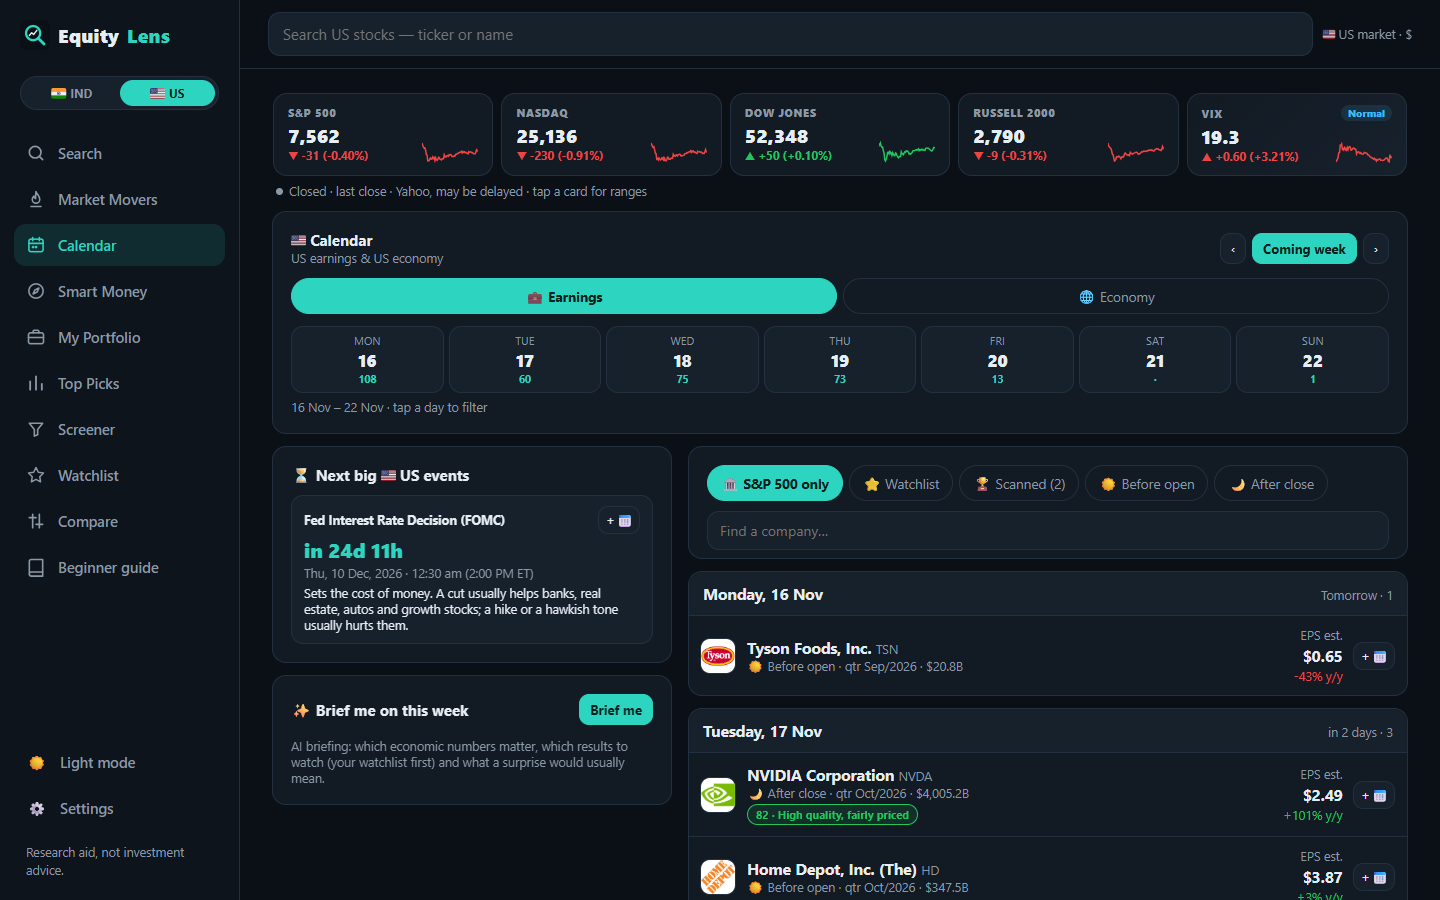 Equity Lens
IND
US
Search
Market Movers
Calendar
Smart Money
My Portfolio
Top Picks
Screener
Watchlist
Compare
Beginner guide
Light mode
Settings
Research aid, not investment
advice.
Search US stocks — ticker or name
US market · $
S&P 500
7,562
▼ -31 (-0.40%)
NASDAQ
25,136
▼ -230 (-0.91%)
DOW JONES
52,348
▲ +50 (+0.10%)
RUSSELL 2000
2,790
▼ -9 (-0.31%)
VIX
Normal
19.3
▲ +0.60 (+3.21%)
Closed · last close · Yahoo, may be delayed · tap a card for ranges
Calendar
US earnings & US economy
‹
Coming week
›
Earnings
Economy
MON
16
108
TUE
17
60
WED
18
75
THU
19
73
FRI
20
13
SAT
21
·
SUN
22
1
16 Nov – 22 Nov · tap a day to filter
Next big US events
Fed Interest Rate Decision (FOMC)
+
in 24d 11h
Thu, 10 Dec, 2026 · 12:30 am (2:00 PM ET)
Sets the cost of money. A cut usually helps banks, real
estate, autos and growth stocks; a hike or a hawkish tone
usually hurts them.
Brief me on this week
Brief me
AI briefing: which economic numbers matter, which results to
watch (your watchlist first) and what a surprise would usually
mean.
S&P 500 only
Watchlist
Scanned (2)
Before open
After close
Find a company...
Monday, 16 Nov
Tomorrow · 1
Tyson Foods, Inc. TSN
Before open · qtr Sep/2026 · $20.8B
EPS est.
$0.65
-43% y/y
+
Tuesday, 17 Nov
in 2 days · 3
NVIDIA Corporation NVDA
After close · qtr Oct/2026 · $4,005.2B
82 · High quality, fairly priced
EPS est.
$2.49
+101% y/y
+
Home Depot, Inc. (The) HD
Before open · qtr Oct/2026 · $347.5B
EPS est.
$3.87
+3% y/y
+